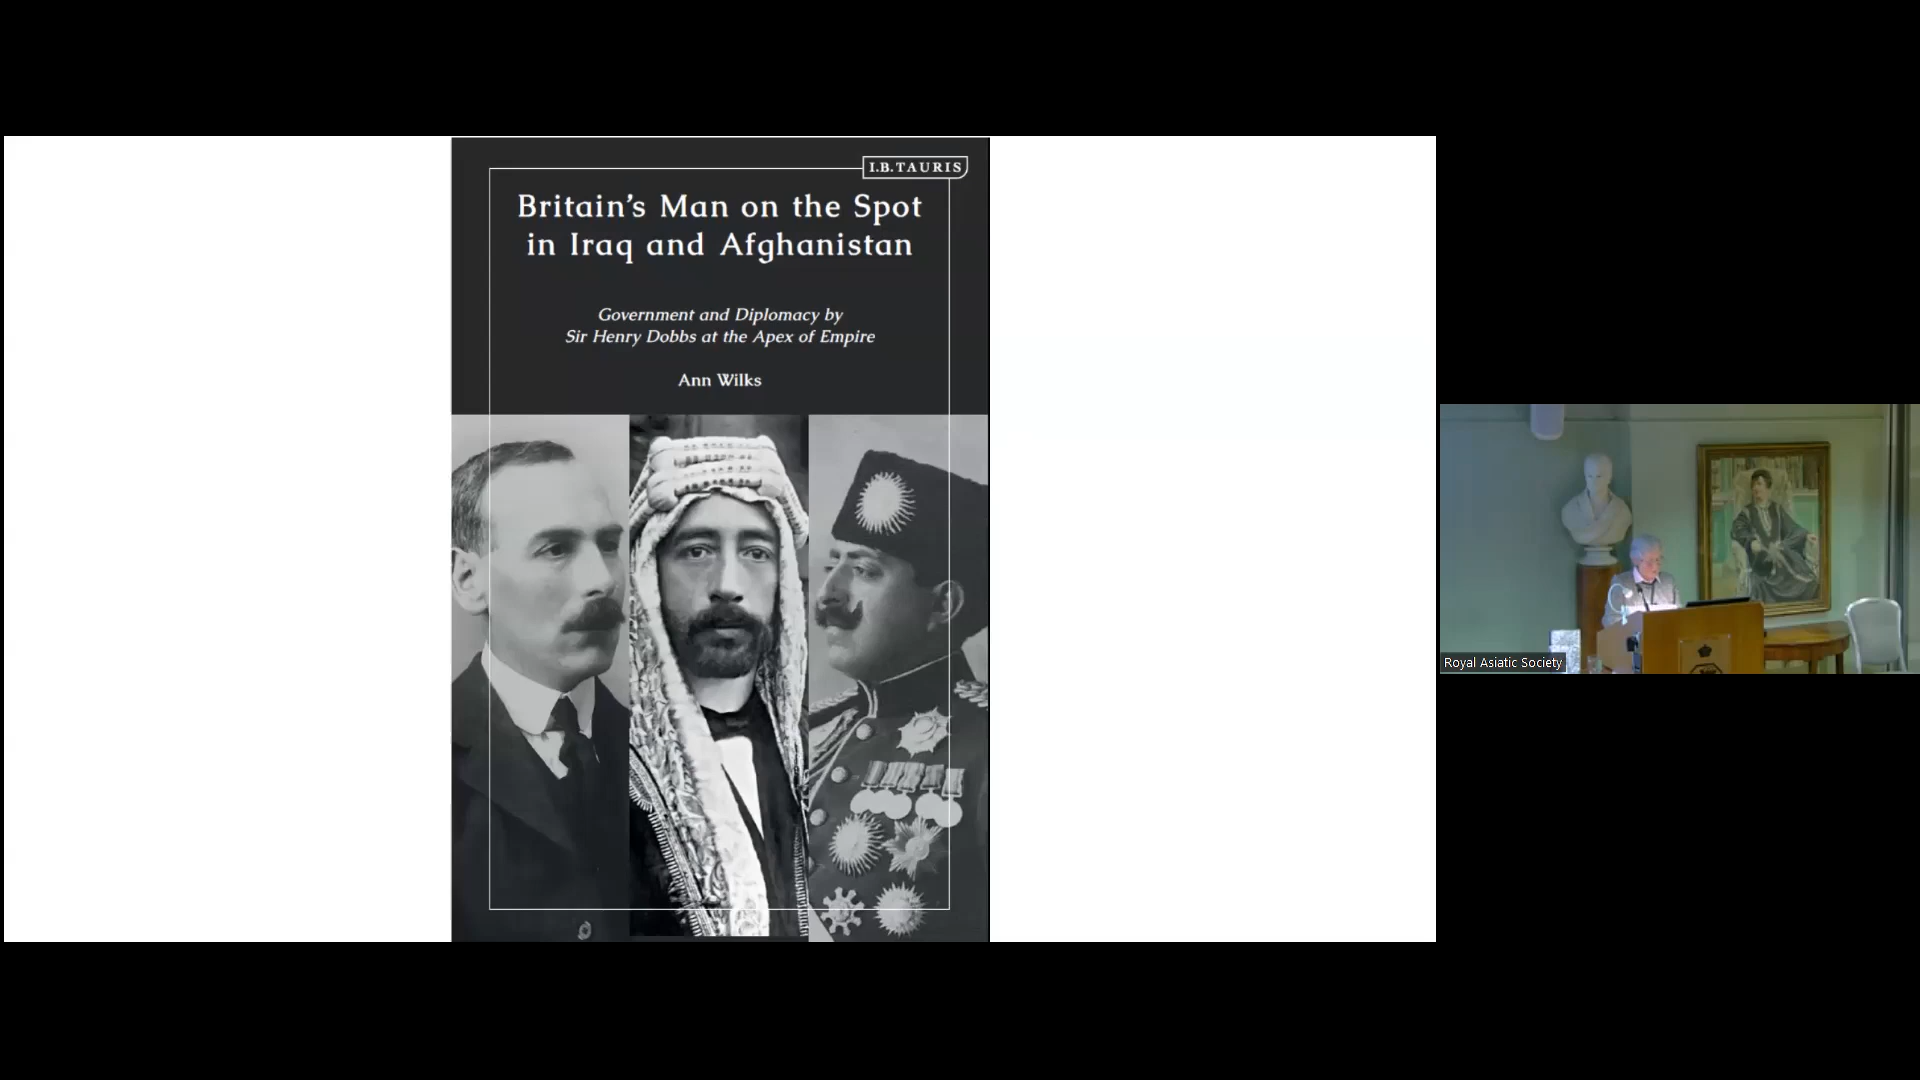 I.B.TAURIS
Britain's Man on the Spot
in Iraq and Afghanistan
Government and Diplomacy by
Sir Henry Dobbs at the Apex of Empire
Ann Wilks
Royal Asiatic Society